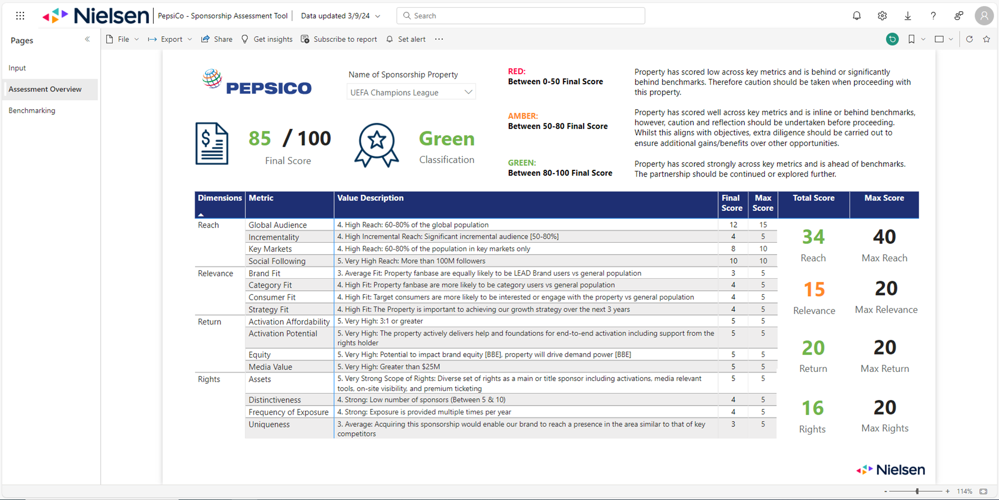 Nielsen
PepsiCo - Sponsorship Assessment Tool
Data updated 3/9/24
Search
Pages
File
Export
Share
Get insights
Subscribe to report
Set alert
Input
Assessment Overview
Benchmarking
PEPSICO
Name of Sponsorship Property
UEFA Champions League
85 / 100
Final Score
Green
Classification
RED:
Between 0-50 Final Score
Property has scored low across key metrics and is behind or significantly
behind benchmarks. Therefore caution should be taken when proceeding with
this property.
AMBER:
Between 50-80 Final Score
Property has scored well across key metrics and is inline or behind benchmarks,
however, caution and reflection should be undertaken before proceeding.
Whilst this aligns with objectives, extra diligence should be carried out to
ensure additional gains/benefits over other opportunities.
GREEN:
Between 80-100 Final Score
Property has scored strongly across key metrics and is ahead of benchmarks.
The partnership should be continued or explored further.
Dimensions Metric Value Description Final Score Max Score Total Score Max Score
Reach Global Audience 4. High Reach: 60-80% of the global population 12 15
Incrementality 4. High Incremental Reach: Significant incremental audience [50-80%] 4 5
Key Markets 4. High Reach: 60-80% of the population in key markets only 8 10
Social Following 5. Very High Reach: More than 100M followers 10 10
34 40
Reach Max Reach
Relevance Brand Fit 3. Average Fit: Property fanbase are equally likely to be LEAD Brand users vs general population 3 5
Category Fit 4. High Fit: Property fanbase are more likely to be category users vs general population 4 5
Consumer Fit 4. High Fit: Target consumers are more likely to be interested or engage with the property vs general population 4 5
Strategy Fit 4. High Fit: The Property is important to achieving our growth strategy over the next 3 years 4 5
15 20
Relevance Max Relevance
Return Activation Affordability 5. Very High: 3:1 or greater 5 5
Activation Potential 5. Very High: The property actively delivers help and foundations for end-to-end activation including support from the 5 5
rights holder
Equity 5. Very High: Potential to impact brand equity [BBE], property will drive demand power [BBE] 5 5
Media Value 5. Very High: Greater than $25M 5 5
20 20
Return Max Return
Rights Assets 5. Very Strong Scope of Rights: Diverse set of rights as a main or title sponsor including activations, media relevant 5 5
tools, on-site visibility, and premium ticketing
Distinctiveness 4. Strong: Low number of sponsors (Between 5 & 10) 4 5
Frequency of Exposure 4. Strong: Exposure is provided multiple times per year 4 5
Uniqueness 3. Average: Acquiring this sponsorship would enable our brand to reach a presence in the area similar to that of key 3 5
competitors
16 20
Rights Max Rights
Nielsen
- + 114%